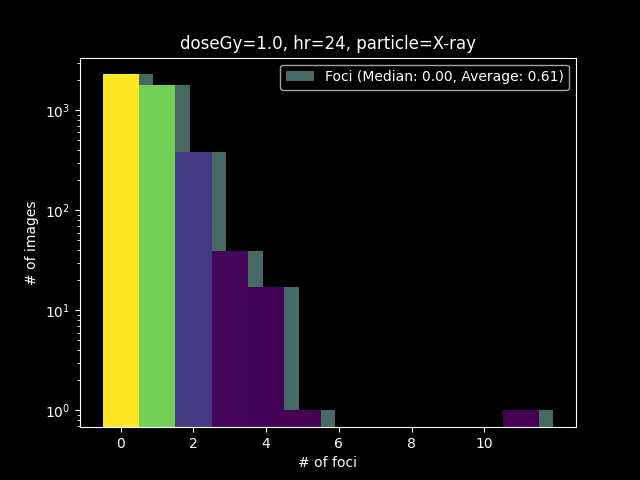 doseGy=1.0, hr=24, particle=X-ray
Foci (Median: 0.00, Average: 0.61)
# of images
10³
10²
10¹
10⁰
0 2 4 6 8 10
# of foci